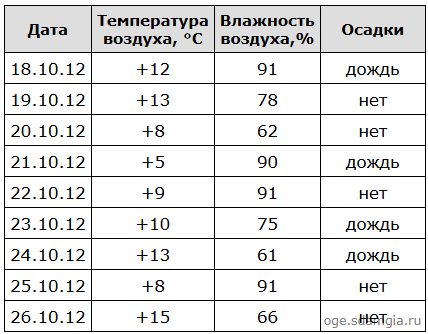 Дата Температура воздуха, °С Влажность воздуха,% Осадки
18.10.12 +12 91 дождь
19.10.12 +13 78 нет
20.10.12 +8 62 нет
21.10.12 +5 90 дождь
22.10.12 +9 91 нет
23.10.12 +10 75 дождь
24.10.12 +13 61 дождь
25.10.12 +8 91 нет
26.10.12 +15 66 нет
oge.sdamgia.ru